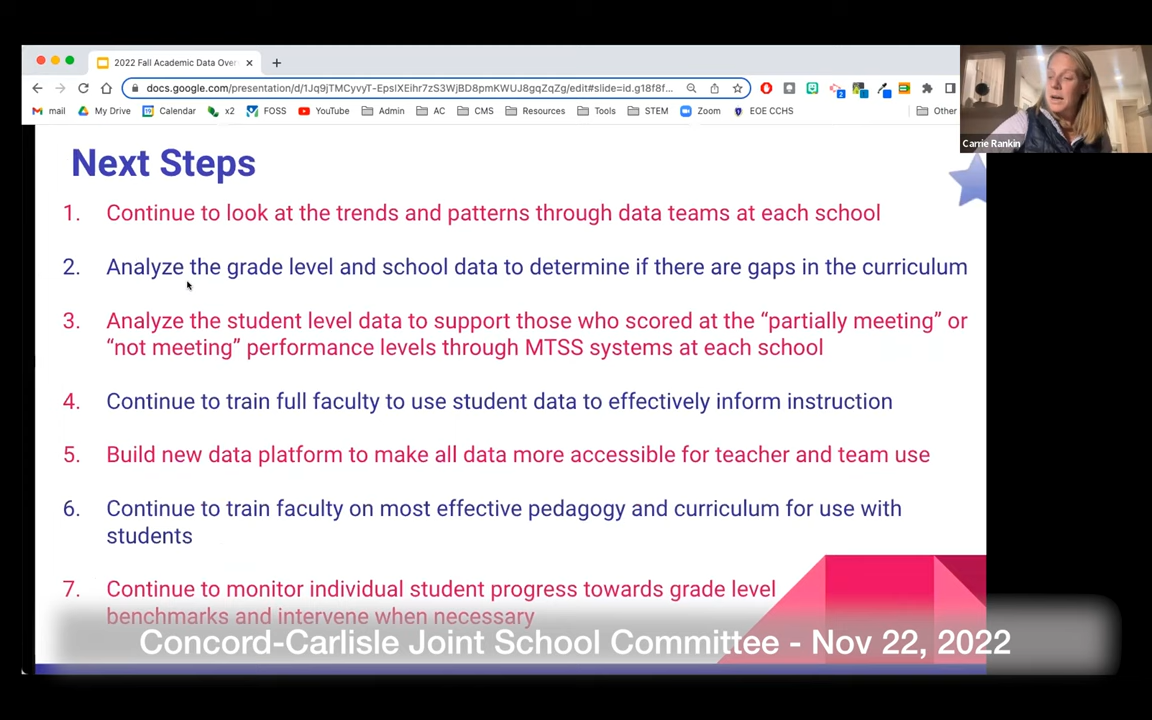 2022 Fall Academic Data Over
docs.google.com/presentation/d/1Jq9jTMCyvyT-EpsIXEihr7zS3WjBD8pmKWUJ8gqZqZg/edit#slide=id.g18f8f...
mail
My Drive
Calendar
x2
FOSS
YouTube
Admin
AC
CMS
Resources
Tools
STEM
Zoom
EOE CCHS
Other
Carrie Rankin
Next Steps
1. Continue to look at the trends and patterns through data teams at each school
2. Analyze the grade level and school data to determine if there are gaps in the curriculum
3. Analyze the student level data to support those who scored at the “partially meeting” or
“not meeting” performance levels through MTSS systems at each school
4. Continue to train full faculty to use student data to effectively inform instruction
5. Build new data platform to make all data more accessible for teacher and team use
6. Continue to train faculty on most effective pedagogy and curriculum for use with
students
7. Continue to monitor individual student progress towards grade level
benchmarks and intervene when necessary
Concord-Carlisle Joint School Committee - Nov 22, 2022